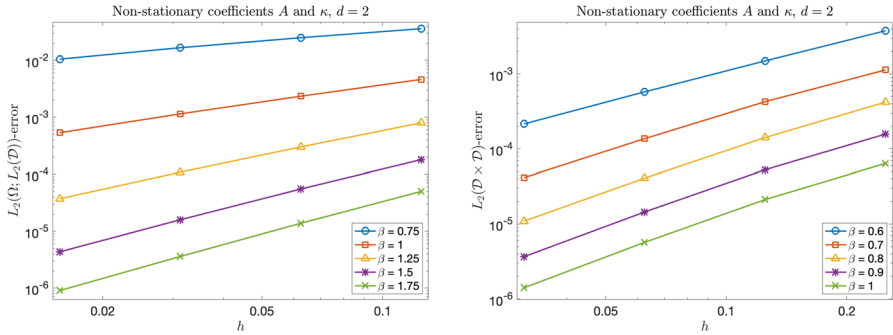 Non-stationary coefficients A and κ, d = 2
L₂(Ω; L₂(𝒟))-error
10⁻²
10⁻³
10⁻⁴
10⁻⁵
10⁻⁶
β = 0.75
β = 1
β = 1.25
β = 1.5
β = 1.75
0.02
0.05
0.1
h
Non-stationary coefficients A and κ, d = 2
L₂(𝒟 × 𝒟)-error
10⁻³
10⁻⁴
10⁻⁵
10⁻⁶
β = 0.6
β = 0.7
β = 0.8
β = 0.9
β = 1
0.05
0.1
0.2
h